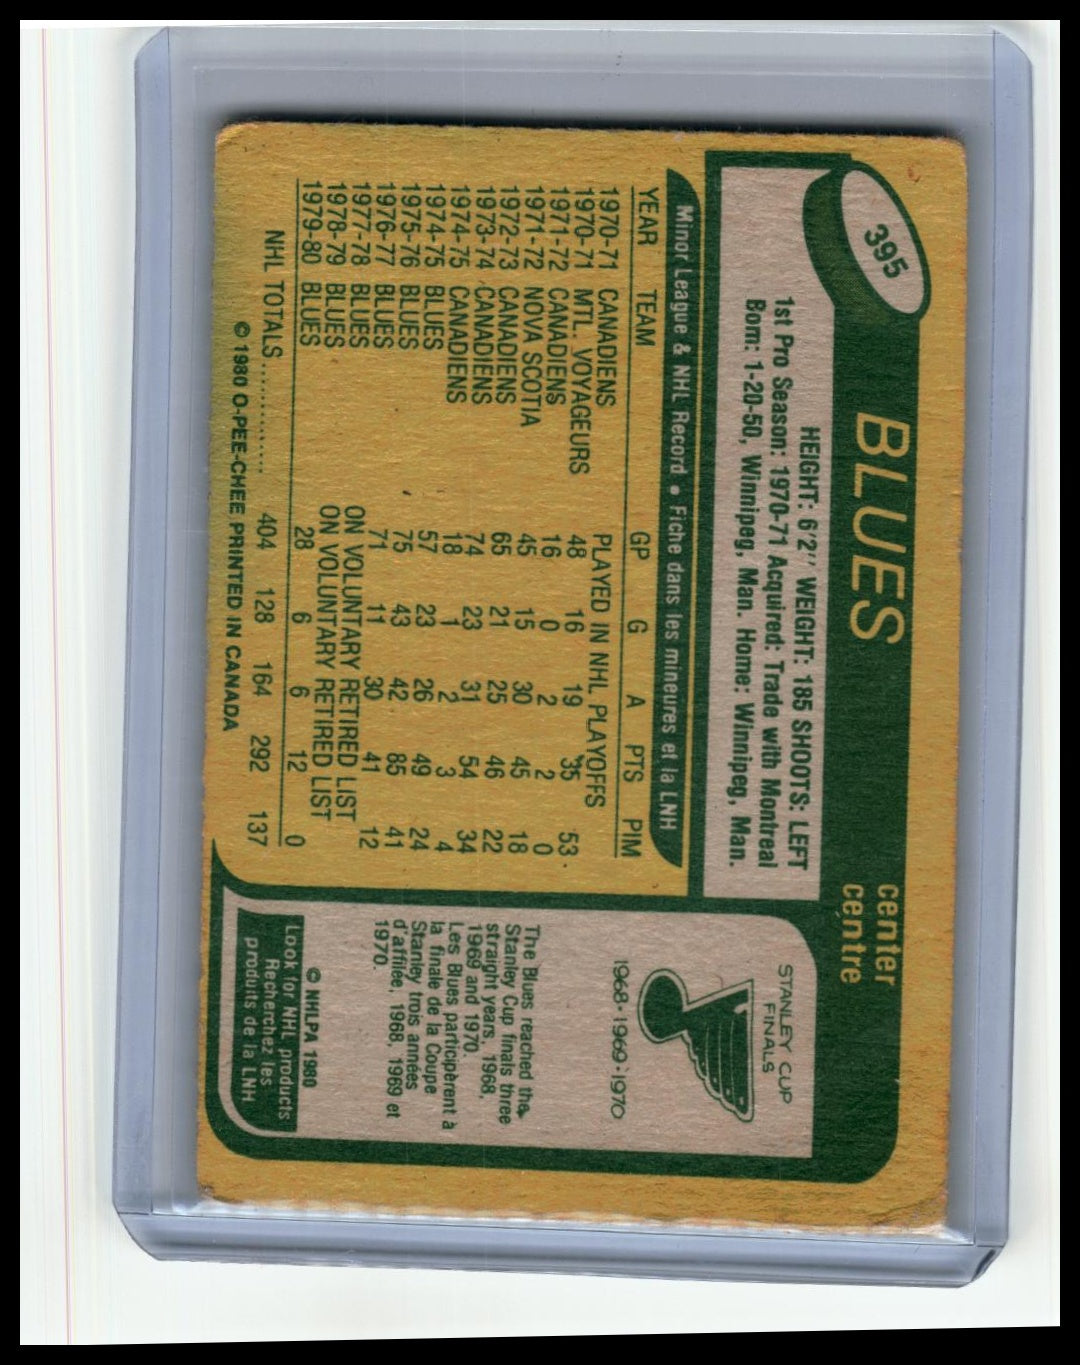 395
BLUES
center
centre
HEIGHT: 6'2" WEIGHT: 185 SHOOTS: LEFT
1st Pro Season: 1970-71 Acquired: Trade with Montreal
Born: 1-20-50, Winnipeg, Man. Home: Winnipeg, Man.
Minor League & NHL Record • Fiche dans les mineures et la LNH
YEAR TEAM GP G A PTS PIM
1970-71 CANADIENS PLAYED IN NHL PLAYOFFS
1970-71 MTL. VOYAGEURS 48 16 19 35 53
1971-72 CANADIENS 16 0 2 2 0
1971-72 NOVA SCOTIA 45 15 30 45 18
1972-73 CANADIENS 65 21 25 46 22
1973-74 CANADIENS 74 23 31 54 34
1974-75 CANADIENS 18 1 2 3 4
1974-75 BLUES 57 23 26 49 24
1975-76 BLUES 75 43 42 85 41
1976-77 BLUES 71 11 30 41 12
1977-78 BLUES ON VOLUNTARY RETIRED LIST
1978-79 BLUES ON VOLUNTARY RETIRED LIST
1979-80 BLUES 28 6 6 12 0
NHL TOTALS.............. 404 128 164 292 137
© 1980 O-PEE-CHEE PRINTED IN CANADA
STANLEY CUP
FINALS
1968·1969·1970
The Blues reached the
Stanley Cup finals three
straight years, 1968,
1969 and 1970.
Les Blues participèrent à
la finale de la Coupe
Stanley trois années
d'affilée, 1968, 1969 et
1970.
© NHLPA 1980
Look for NHL products
Recherchez les
produits de la LNH